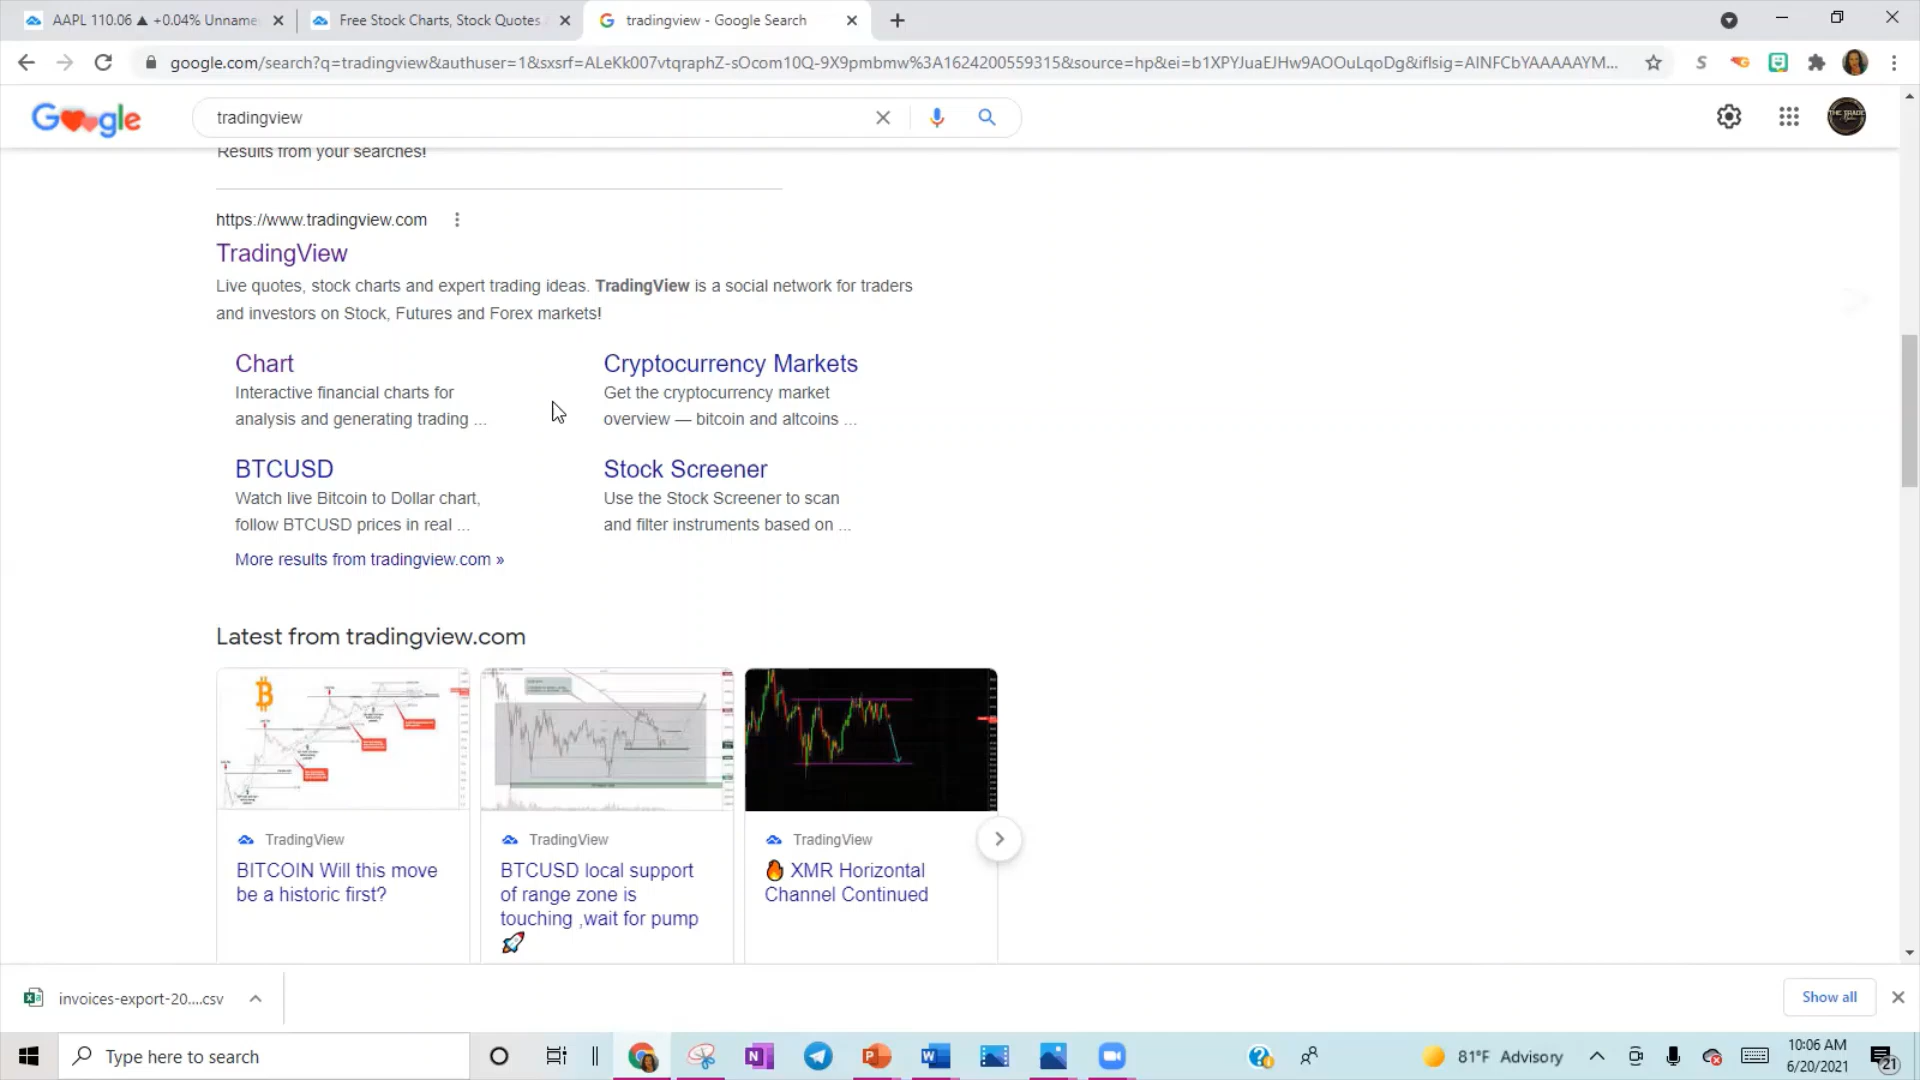 AAPL 110.06 ▲ +0.04% Unname
Free Stock Charts, Stock Quotes
tradingview - Google Search
google.com/search?q=tradingview&authuser=1&sxsrf=ALeKk007vtqraphZ-sOcom10Q-9X9pmbmw%3A1624200559315&source=hp&ei=b1XPYJuaEJHw9AOOuLqoDg&iflsig=AINFCbYAAAAAYM...
Google
tradingview
Results from your searches!
https://www.tradingview.com
TradingView
Live quotes, stock charts and expert trading ideas. TradingView is a social network for traders
and investors on Stock, Futures and Forex markets!
Chart
Interactive financial charts for
analysis and generating trading ...
Cryptocurrency Markets
Get the cryptocurrency market
overview — bitcoin and altcoins ...
BTCUSD
Watch live Bitcoin to Dollar chart,
follow BTCUSD prices in real ...
Stock Screener
Use the Stock Screener to scan
and filter instruments based on ...
More results from tradingview.com »
Latest from tradingview.com
TradingView
BITCOIN Will this move
be a historic first?
TradingView
BTCUSD local support
of range zone is
touching ,wait for pump
🚀
TradingView
🔥 XMR Horizontal
Channel Continued
invoices-export-20....csv
Show all
Type here to search
81°F Advisory
10:06 AM
6/20/2021
21